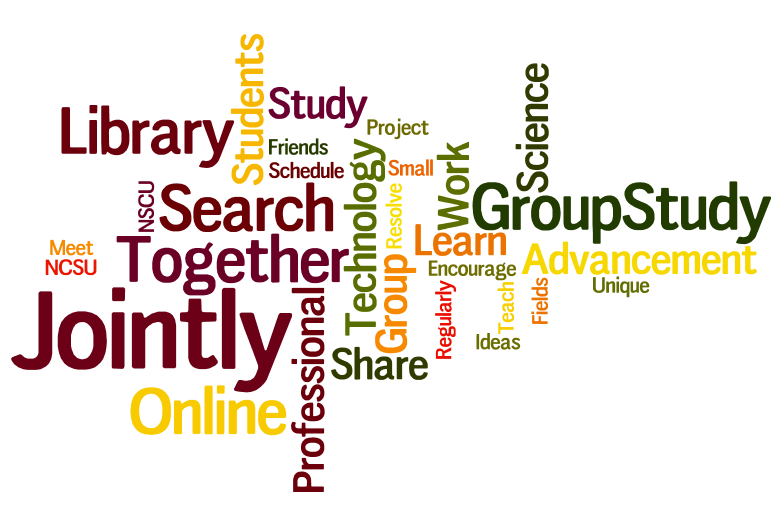 Students
Science
Study
Library
Project
Friends
Technology
Work
Schedule
Small
NSCU
Search
Resolve
GroupStudy
Meet
NCSU
Together
Learn
Advancement
Encourage
Group
Unique
Regularly
Teach
Fields
Jointly
Professional
Ideas
Share
Online